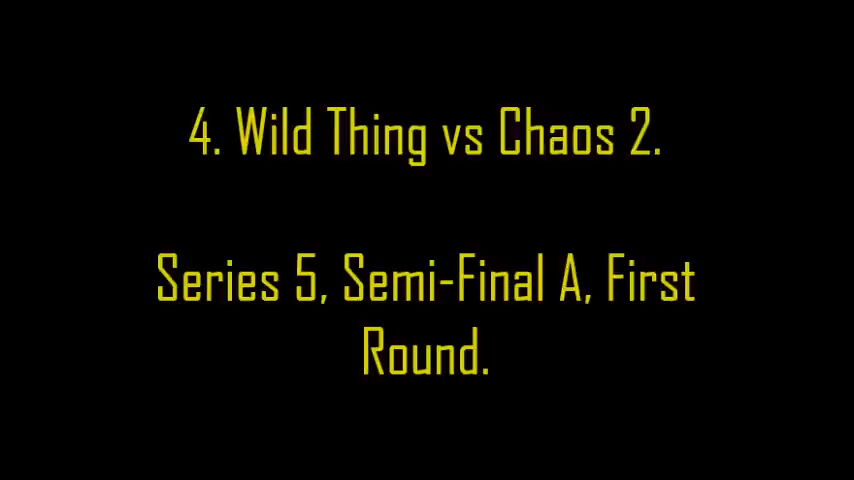 4. Wild Thing vs Chaos 2.
Series 5, Semi-Final A, First
Round.